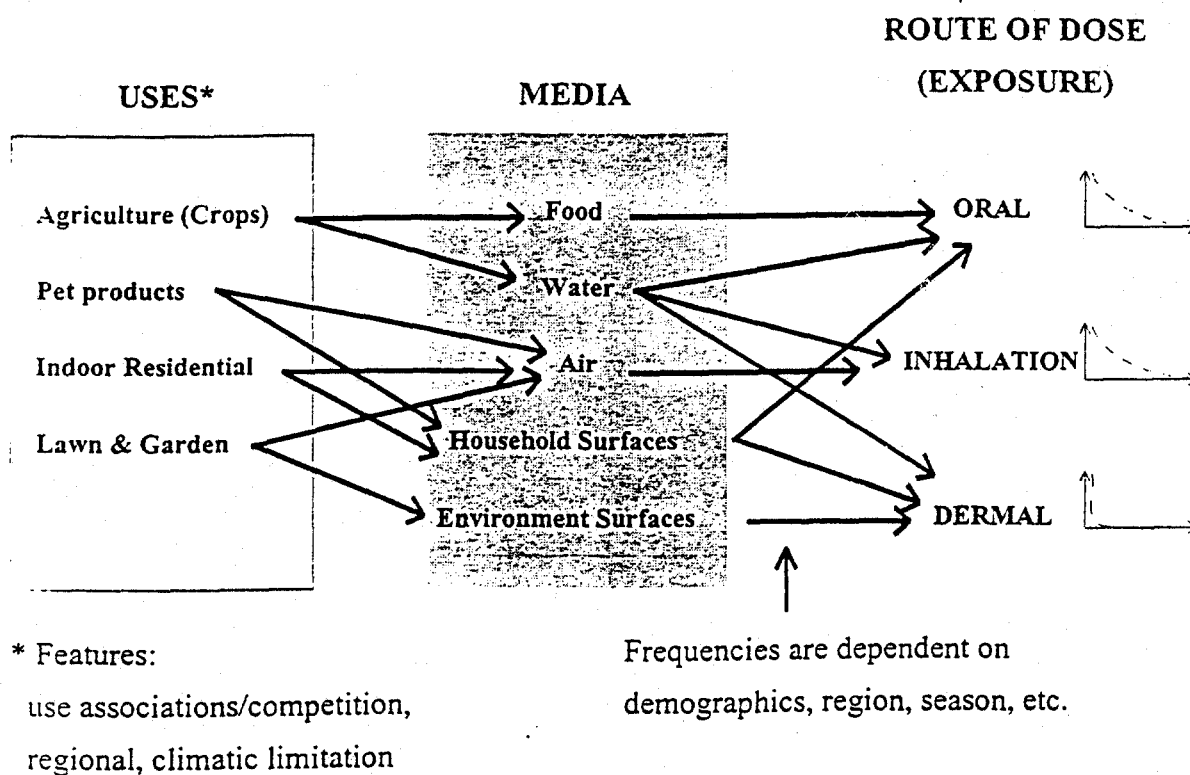 ROUTE OF DOSE
(EXPOSURE)
USES*
MEDIA
Agriculture (Crops)
Pet products
Indoor Residential
Lawn & Garden
Food
Water
Air
Household Surfaces
Environment Surfaces
ORAL
INHALATION
DERMAL
* Features:
use associations/competition,
regional, climatic limitation
Frequencies are dependent on
demographics, region, season, etc.